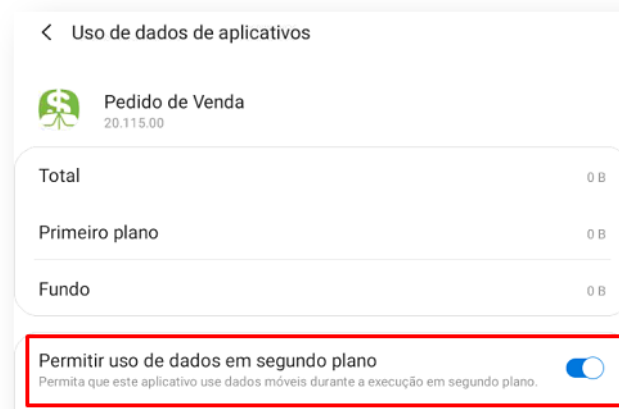 Uso de dados de aplicativos
Pedido de Venda
20.115.00
Total 0 B
Primeiro plano 0 B
Fundo 0 B
Permitir uso de dados em segundo plano
Permita que este aplicativo use dados móveis durante a execução em segundo plano.